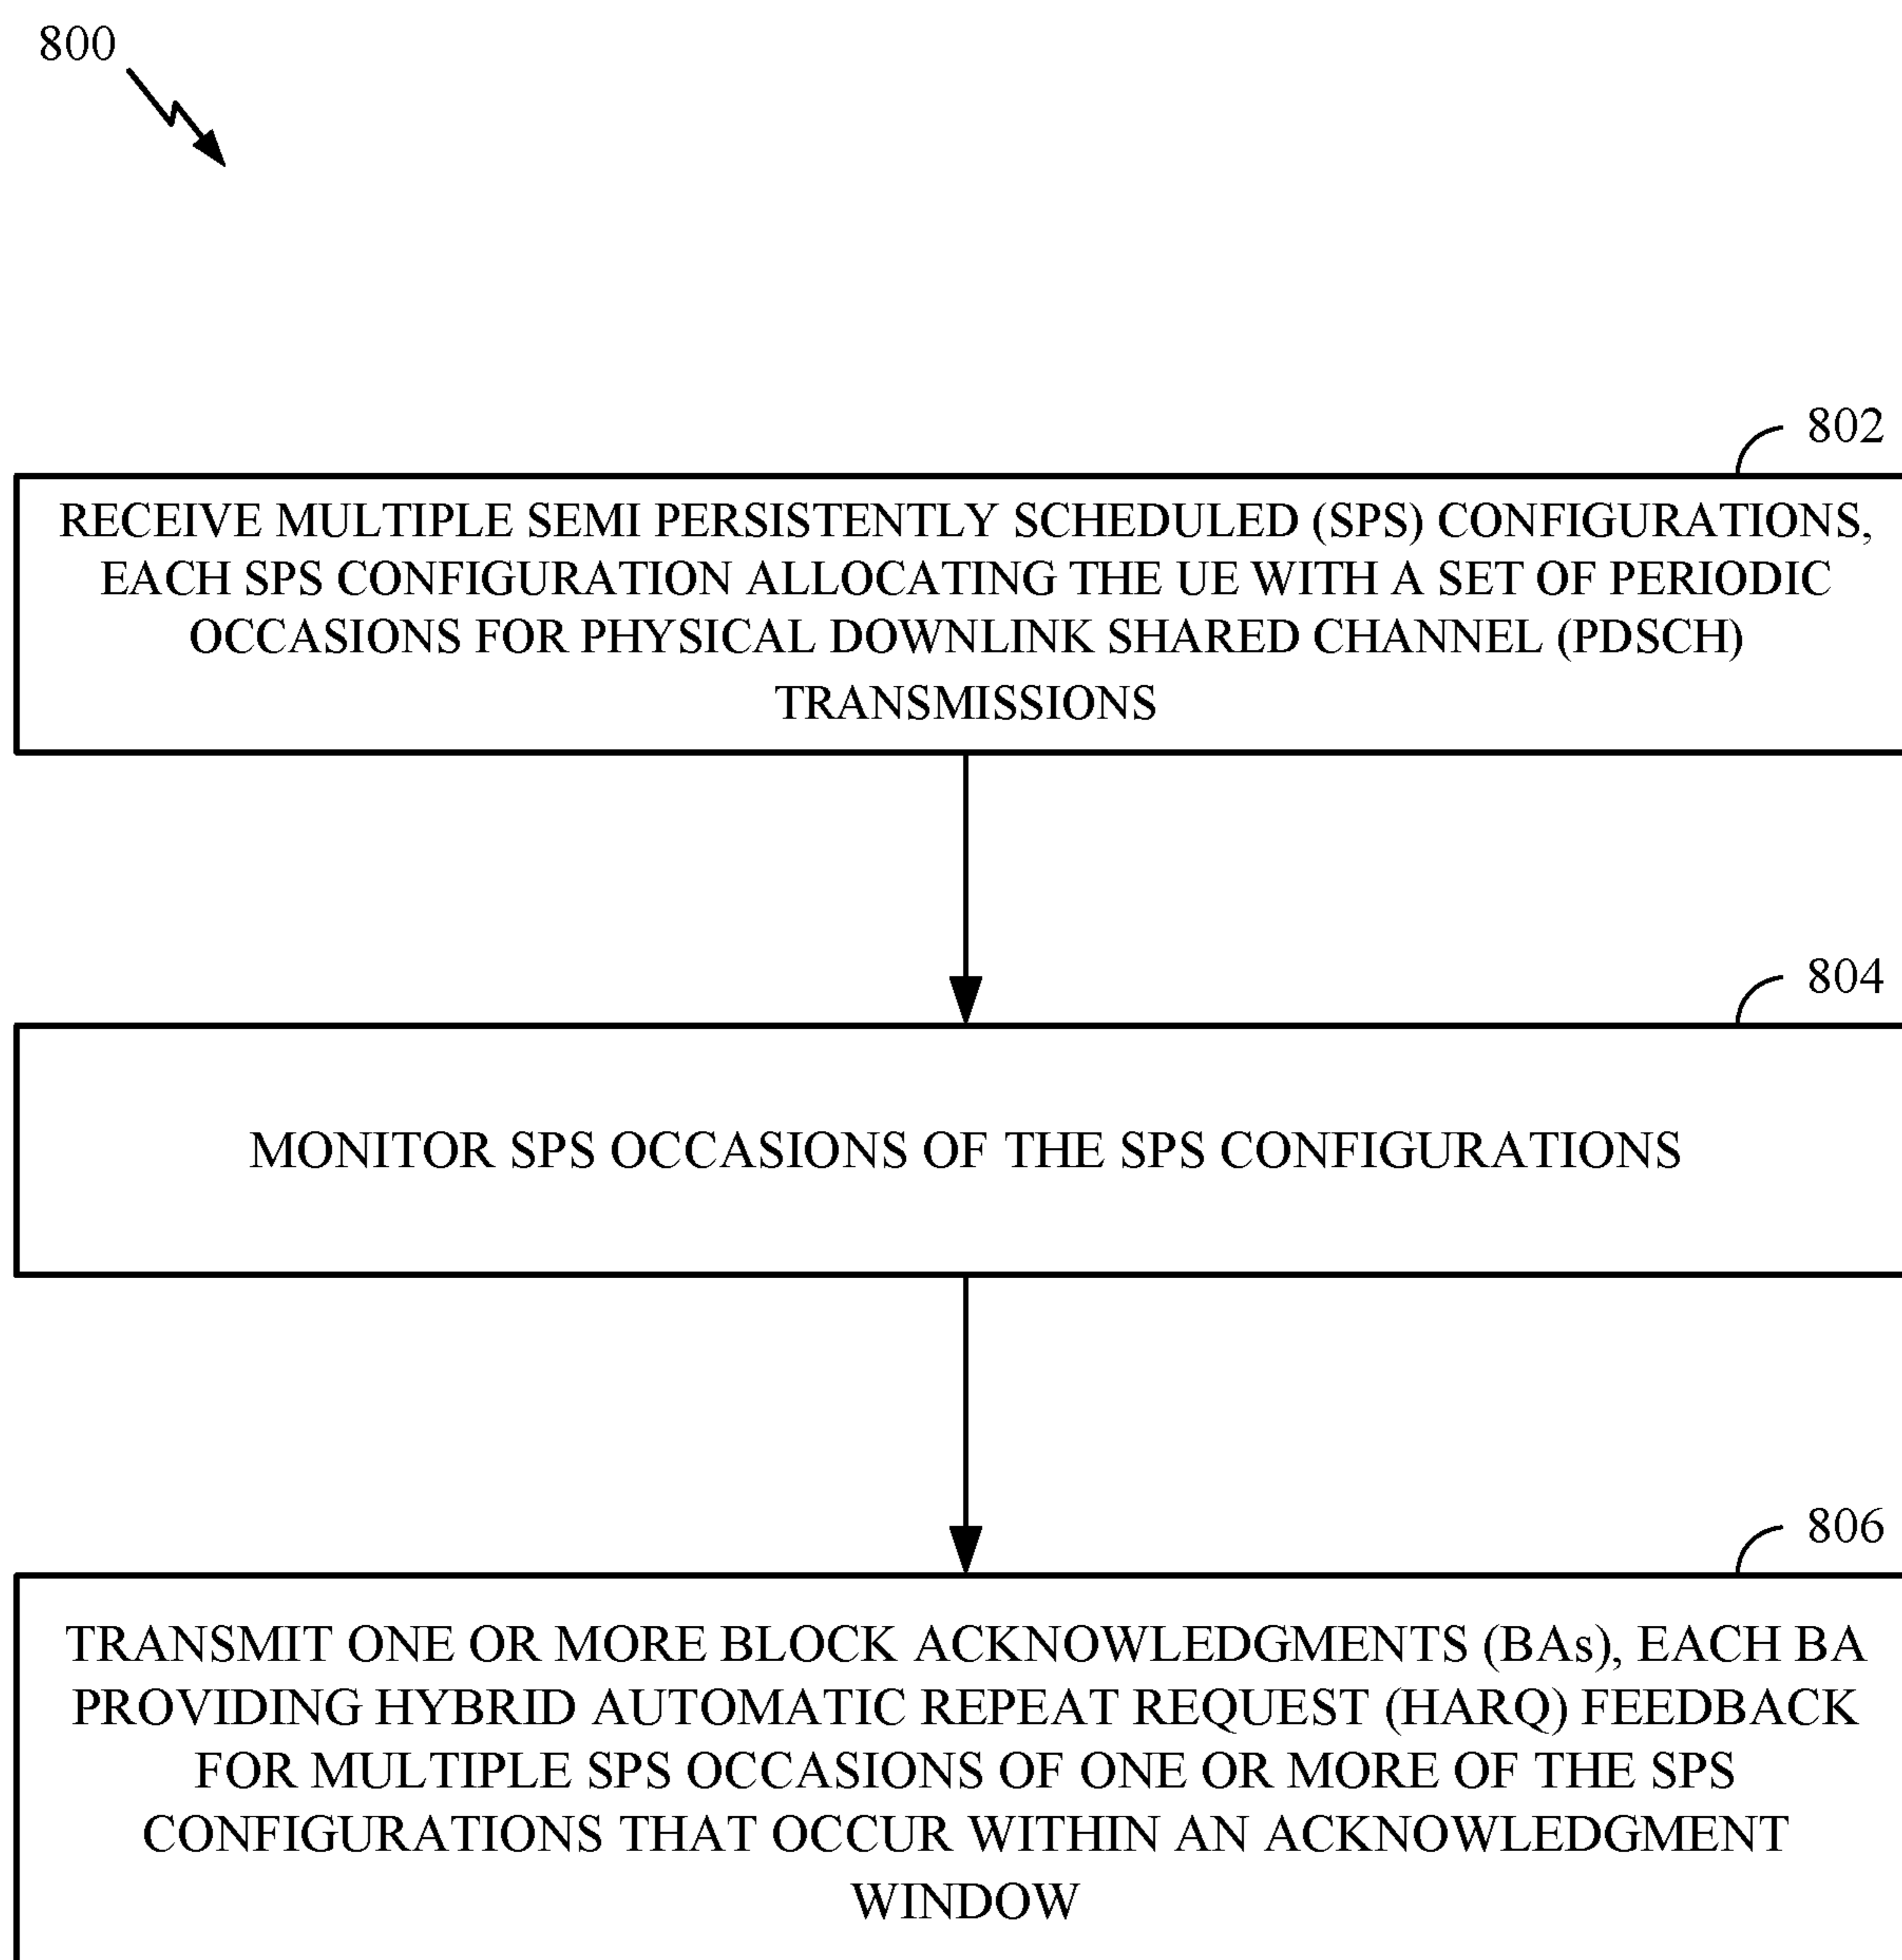 800
802
RECEIVE MULTIPLE SEMI PERSISTENTLY SCHEDULED (SPS) CONFIGURATIONS,
EACH SPS CONFIGURATION ALLOCATING THE UE WITH A SET OF PERIODIC
OCCASIONS FOR PHYSICAL DOWNLINK SHARED CHANNEL (PDSCH)
TRANSMISSIONS
804
MONITOR SPS OCCASIONS OF THE SPS CONFIGURATIONS
806
TRANSMIT ONE OR MORE BLOCK ACKNOWLEDGMENTS (BAs), EACH BA
PROVIDING HYBRID AUTOMATIC REPEAT REQUEST (HARQ) FEEDBACK
FOR MULTIPLE SPS OCCASIONS OF ONE OR MORE OF THE SPS
CONFIGURATIONS THAT OCCUR WITHIN AN ACKNOWLEDGMENT
WINDOW